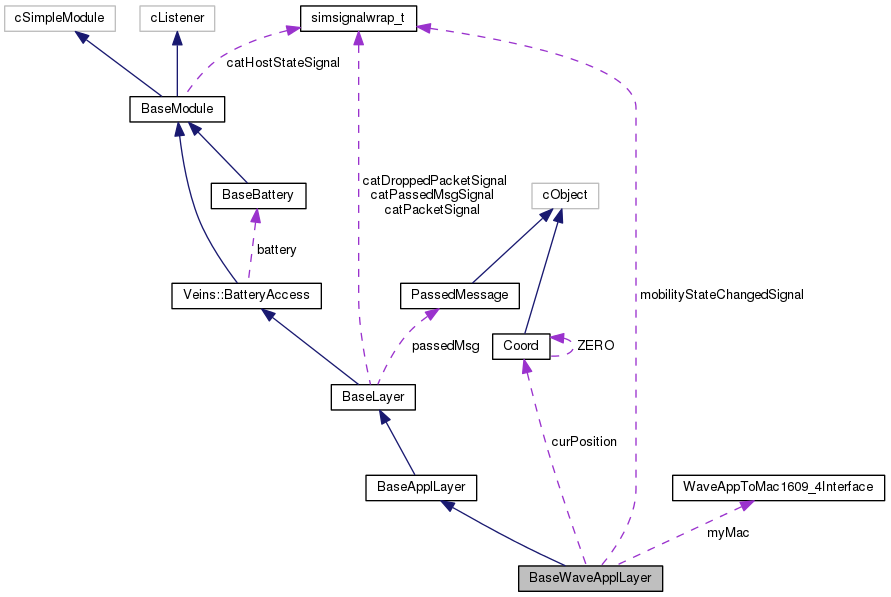 cSimpleModule
cListener
simsignalwrap_t
catHostStateSignal
BaseModule
catDroppedPacketSignal
catPassedMsgSignal
catPacketSignal
BaseBattery
cObject
battery
Veins::BatteryAccess
PassedMessage
mobilityStateChangedSignal
passedMsg
Coord
ZERO
BaseLayer
curPosition
BaseApplLayer
WaveAppToMac1609_4Interface
myMac
BaseWaveApplLayer